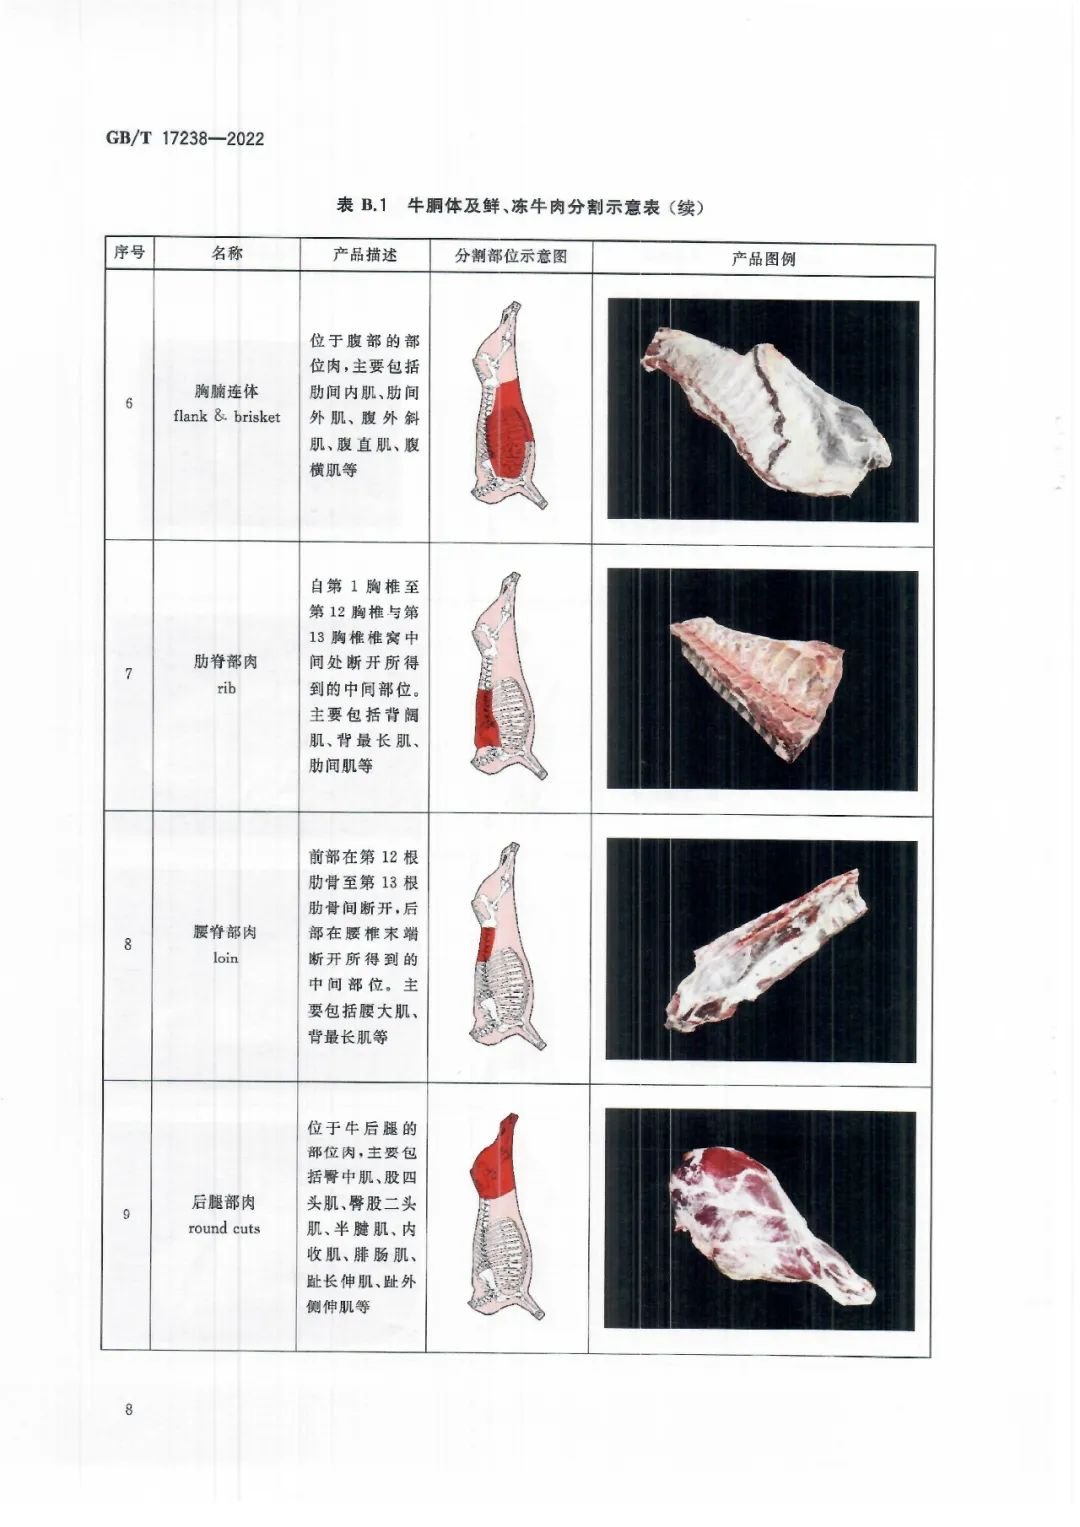 GB/T 17238—2022
表 B.1 牛胴体及鲜、冻牛肉分割示意表（续）
序号 名称 产品描述 分割部位示意图 产品图例
6
胸腩连体
flank & brisket
位于腹部的部
位肉，主要包括
肋间内肌、肋间
外肌、腹外斜
肌、腹直肌、腹
横肌等
7
肋脊部肉
rib
自第 1 胸椎至
第 12 胸椎与第
13 胸椎椎窝中
间处断开所得
到的中间部位。
主要包括背阔
肌、背最长肌、
肋间肌等
8
腰脊部肉
loin
前部在第 12 根
肋骨至第 13 根
肋骨间断开，后
部在腰椎末端
断开所得到的
中间部位。主
要包括腰大肌、
背最长肌等
9
后腿部肉
round cuts
位于牛后腿的
部位肉，主要包
括臀中肌、股四
头肌、臀股二头
肌、半腱肌、内
收肌、腓肠肌、
趾长伸肌、趾外
侧伸肌等
8